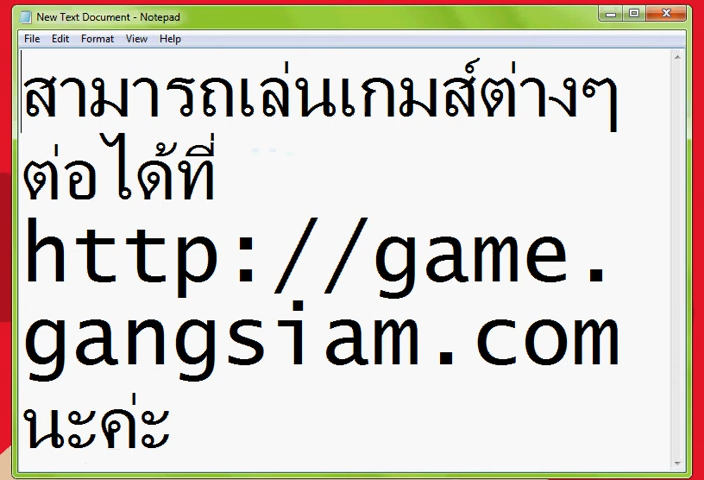 New Text Document - Notepad
File Edit Format View Help
สามารถเล่นเกมส์ต่างๆ
ต่อได้ที่
http://game.
gangsiam.com
นะค่ะ